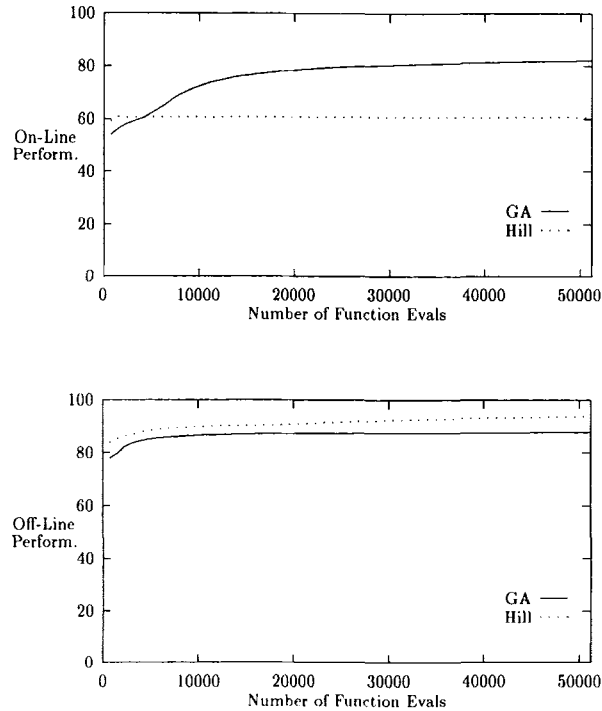 100
80
60
On-Line
Perform.
40
20
0
GA
Hill
0 10000 20000 30000 40000 50000
Number of Function Evals
100
80
60
Off-Line
Perform.
40
20
0
GA
Hill
0 10000 20000 30000 40000 50000
Number of Function Evals